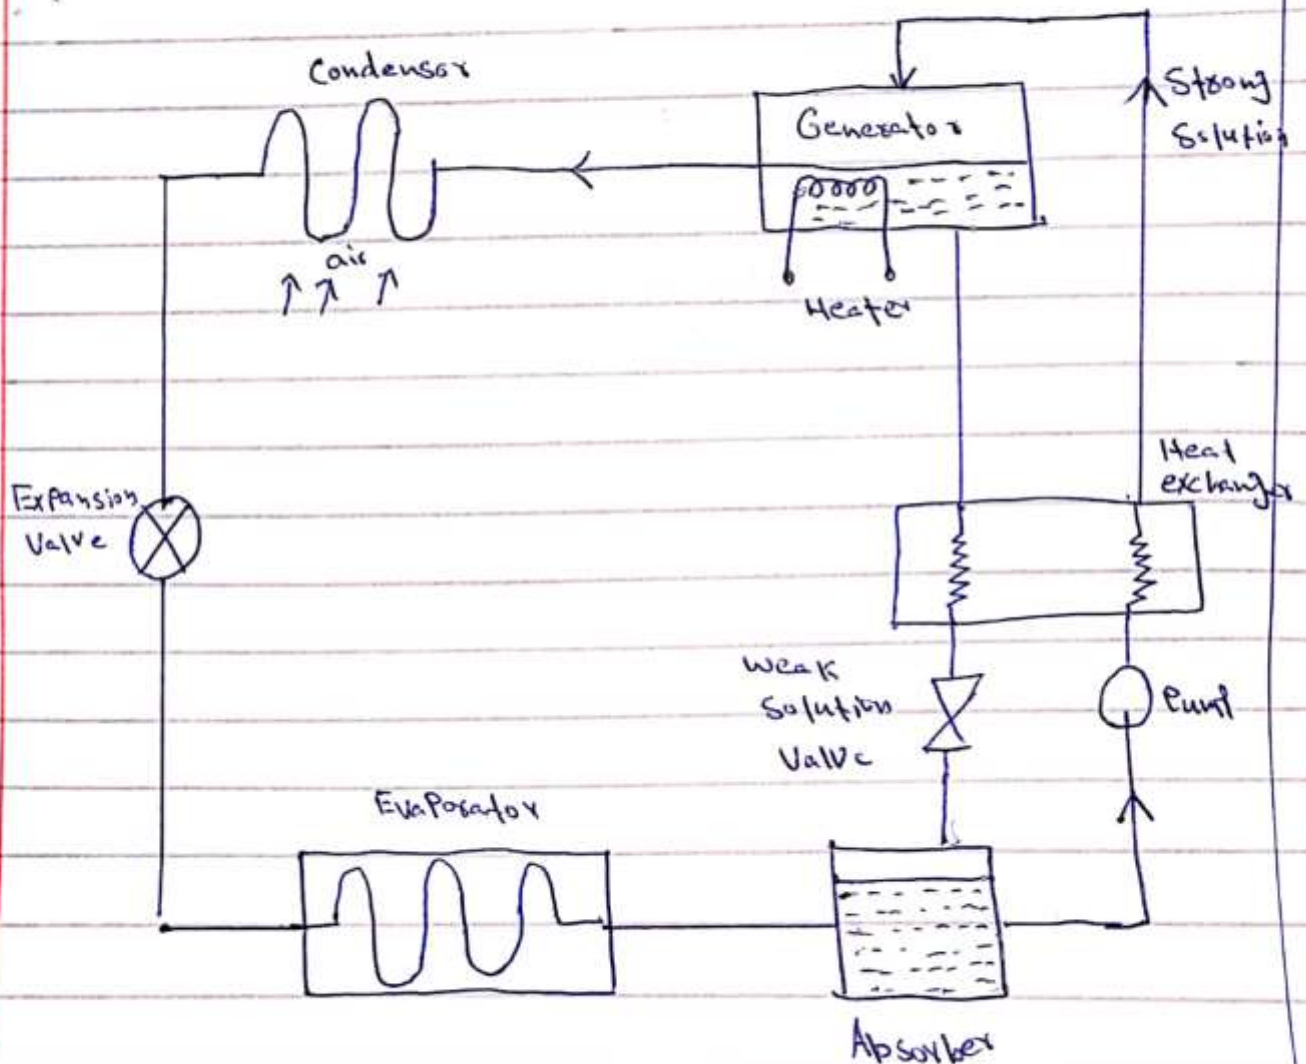 Condensor
Generator
Strong
Solution
air
Heater
Heat
exchanger
Expansion
Valve
Weak
Solution
Valve
Pump
Evaporator
Absorber